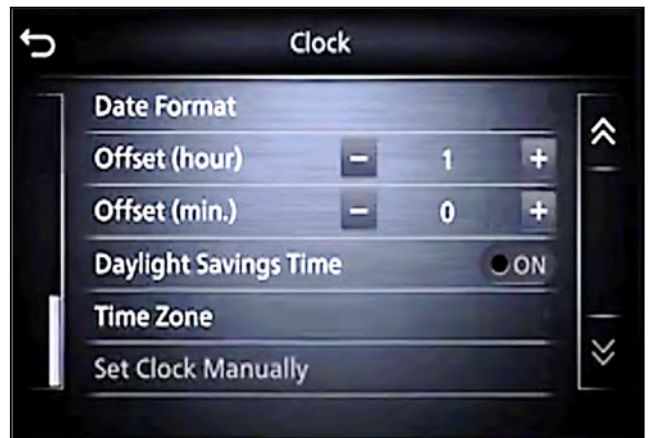 Clock
Date Format
Offset (hour) − 1 +
Offset (min.) − 0 +
Daylight Savings Time ON
Time Zone
Set Clock Manually